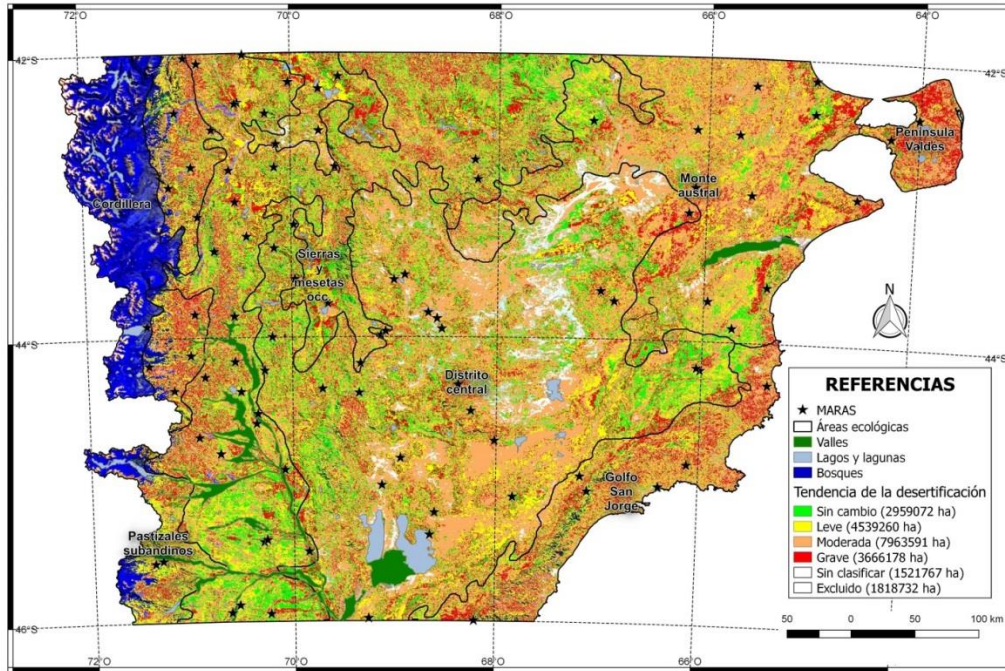 72°O
70°O
68°O
66°O
64°O
42°S
42°S
Península
Valdés
Monte
austral
Cordillera
Sierras
y
mesetas
occ.
N
44°S
44°S
Distrito
central
Golfo
San
Jorge
Pastizales
subandinos
46°S
72°O
70°O
68°O
66°O
REFERENCIAS
MARAS
Áreas ecológicas
Valles
Lagos y lagunas
Bosques
Tendencia de la desertificación
Sin cambio (2959072 ha)
Leve (4539260 ha)
Moderada (7963591 ha)
Grave (3666178 ha)
Sin clasificar (1521767 ha)
Excluido (1818732 ha)
50 0 50 100 km